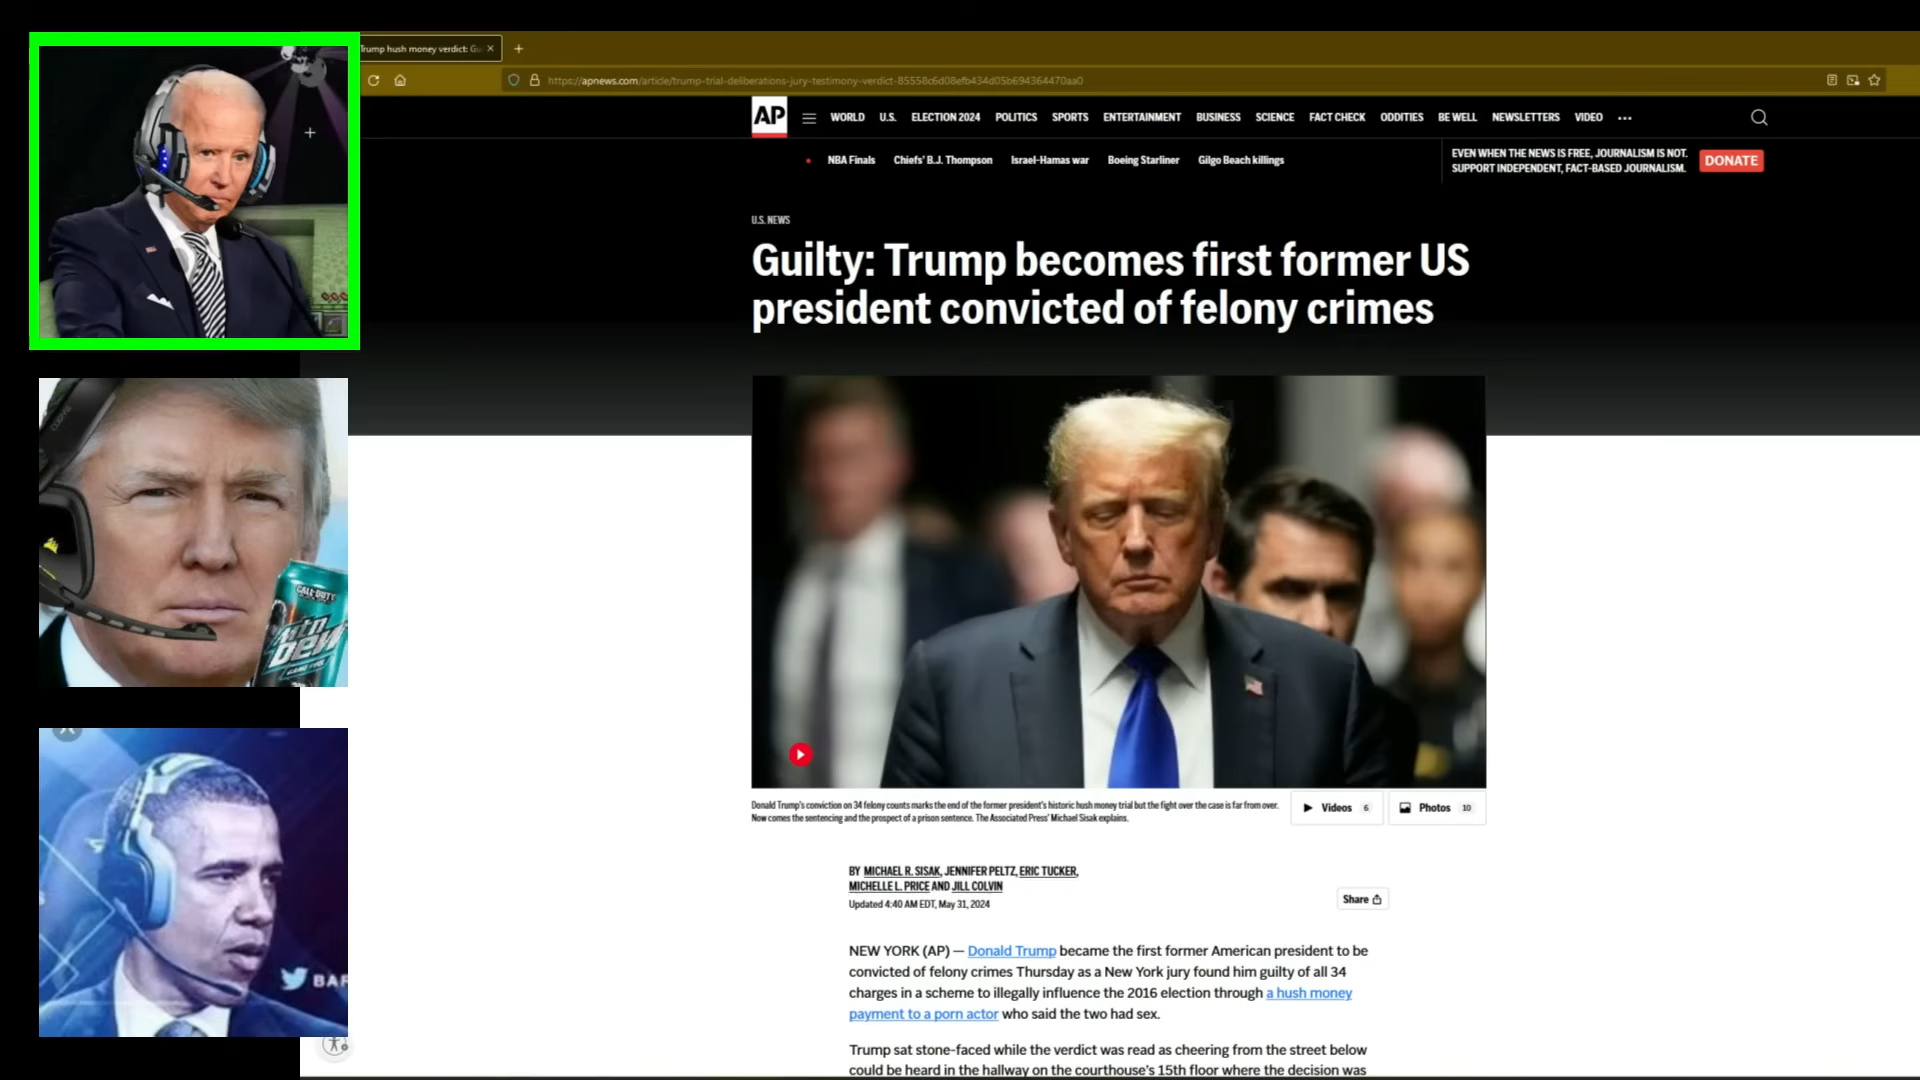 Trump hush money verdict: Gu
https://apnews.com/article/trump-trial-deliberations-jury-testimony-verdict-85558c6d08efb434d05b694364470aa0
AP
WORLD U.S. ELECTION 2024 POLITICS SPORTS ENTERTAINMENT BUSINESS SCIENCE FACT CHECK ODDITIES BE WELL NEWSLETTERS VIDEO
NBA Finals Chiefs' B.J. Thompson Israel-Hamas war Boeing Starliner Gilgo Beach killings
EVEN WHEN THE NEWS IS FREE, JOURNALISM IS NOT.
SUPPORT INDEPENDENT, FACT-BASED JOURNALISM.
DONATE
U.S. NEWS
Guilty: Trump becomes first former US
president convicted of felony crimes
Donald Trump's conviction on 34 felony counts marks the end of the former president's historic hush money trial but the fight over the case is far from over.
Now comes the sentencing and the prospect of a prison sentence. The Associated Press' Michael Sisak explains.
Videos 6
Photos 10
BY MICHAEL R. SISAK, JENNIFER PELTZ, ERIC TUCKER,
MICHELLE L. PRICE AND JILL COLVIN
Updated 4:40 AM EDT, May 31, 2024
Share
NEW YORK (AP) — Donald Trump became the first former American president to be
convicted of felony crimes Thursday as a New York jury found him guilty of all 34
charges in a scheme to illegally influence the 2016 election through a hush money
payment to a porn actor who said the two had sex.
Trump sat stone-faced while the verdict was read as cheering from the street below
could be heard in the hallway on the courthouse's 15th floor where the decision was
CALL OF DUTY
Mtn
Dew
GAME FUEL
BAR